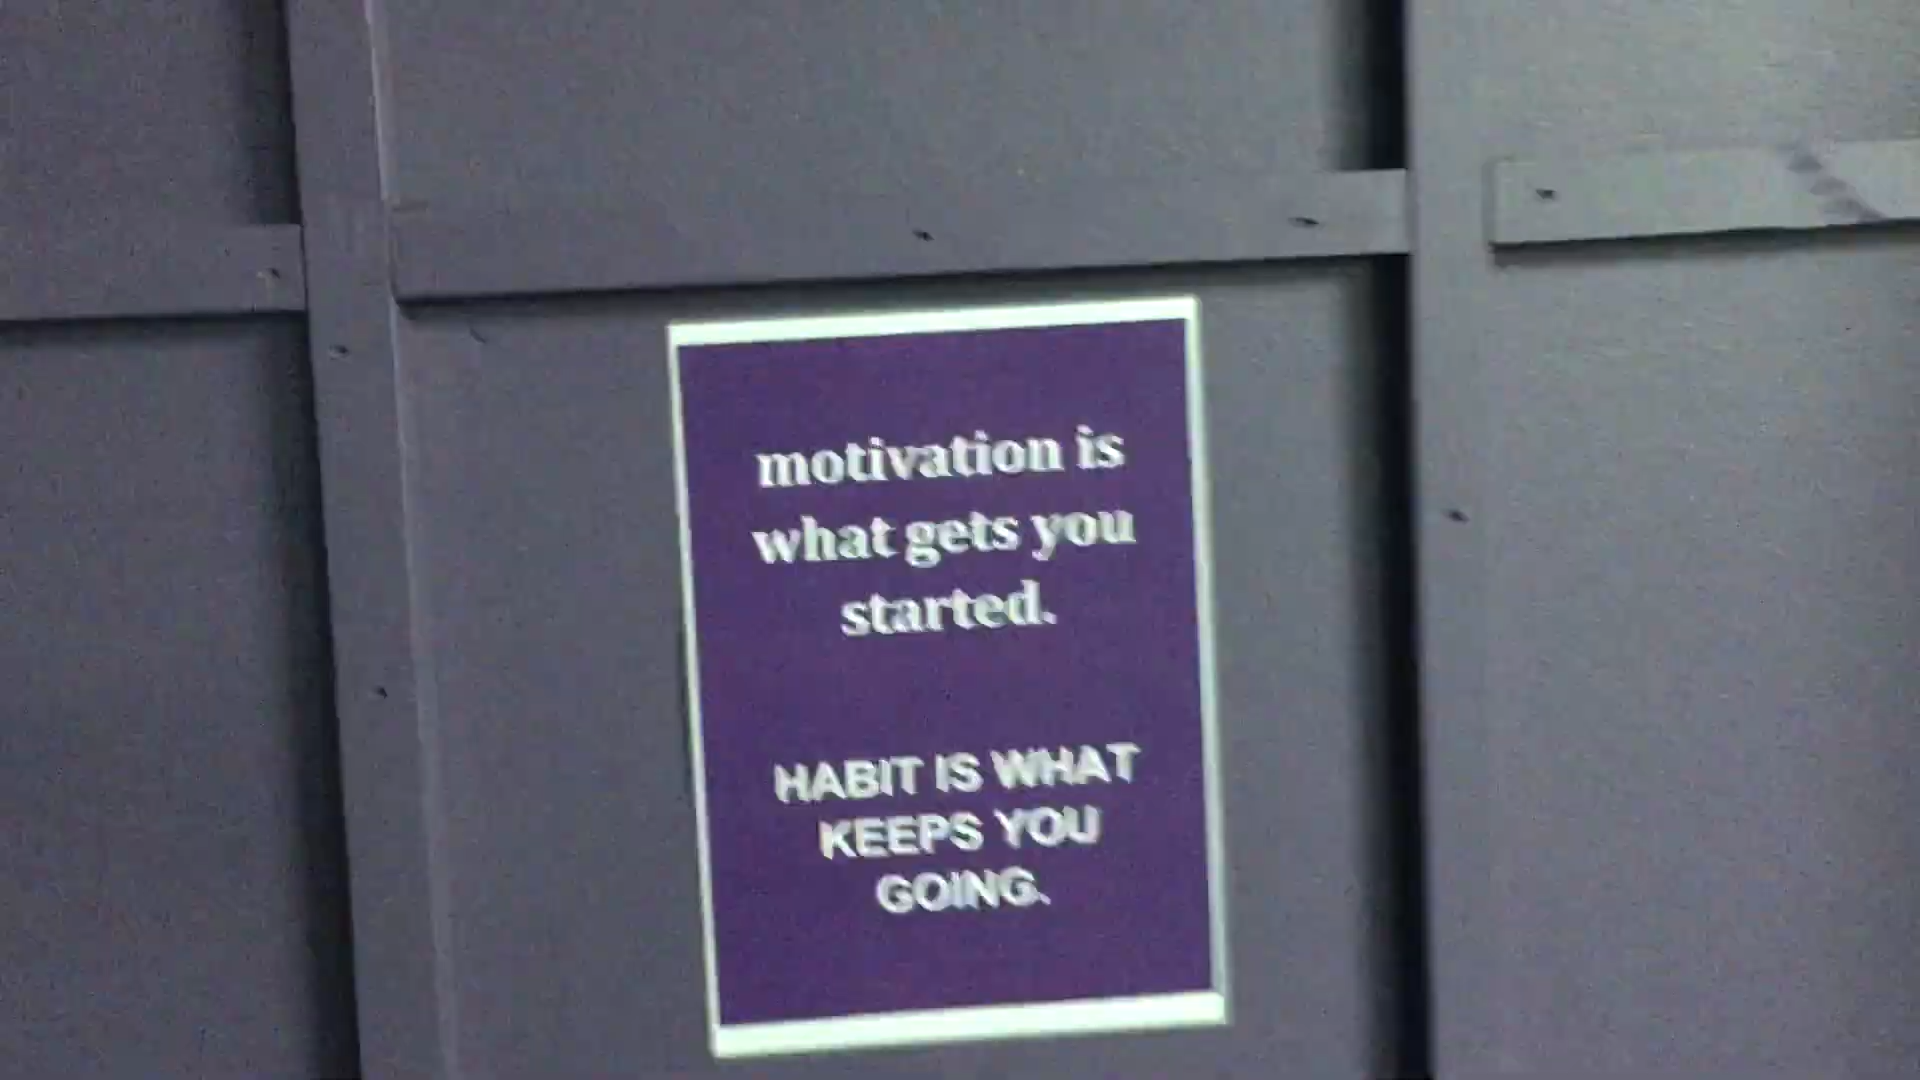 motivation is
what gets you
started.
HABIT IS WHAT
KEEPS YOU
GOING.